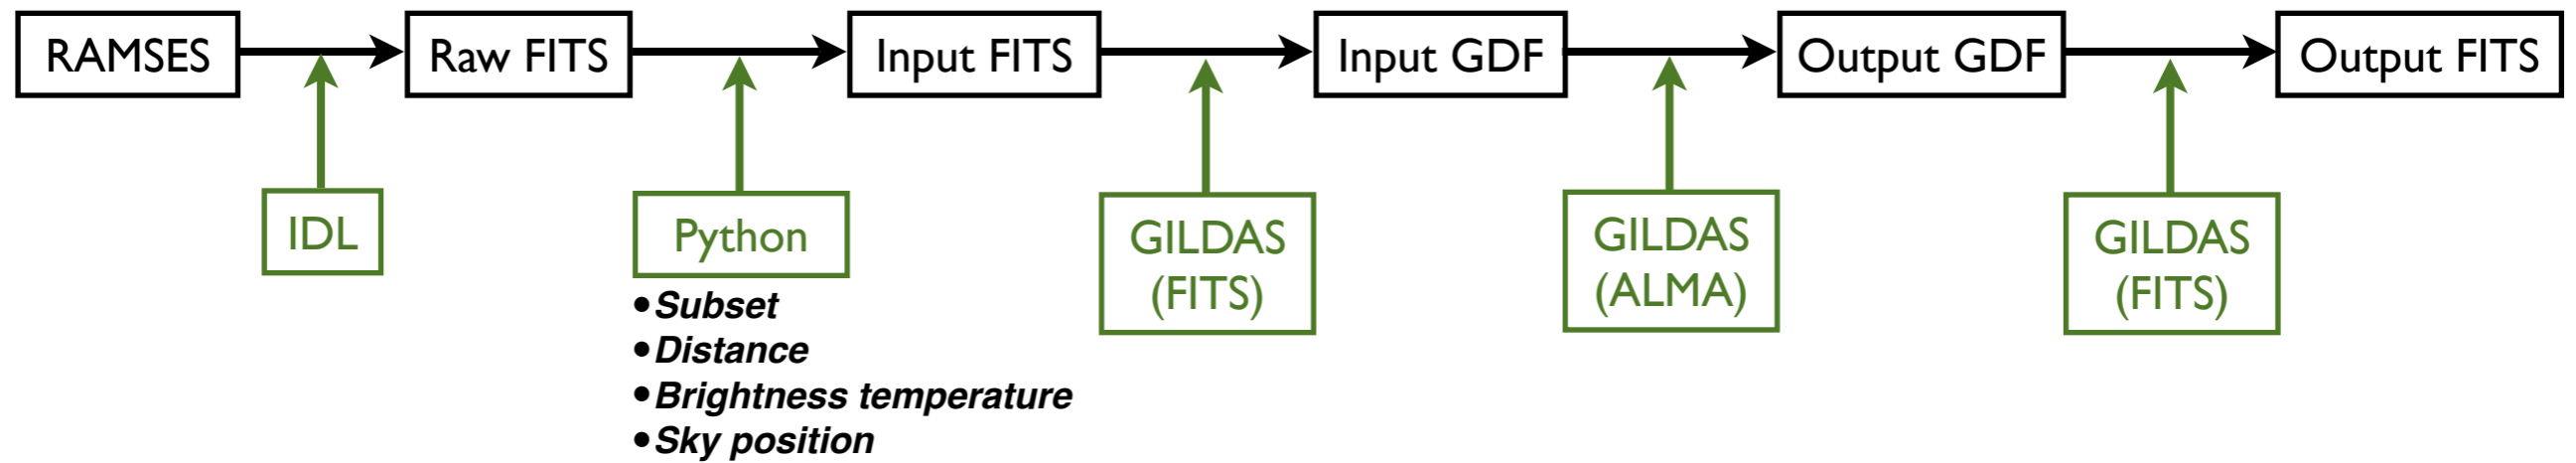 RAMSES
Raw FITS
Input FITS
Input GDF
Output GDF
Output FITS
IDL
Python
GILDAS
(FITS)
GILDAS
(ALMA)
GILDAS
(FITS)
•Subset
•Distance
•Brightness temperature
•Sky position